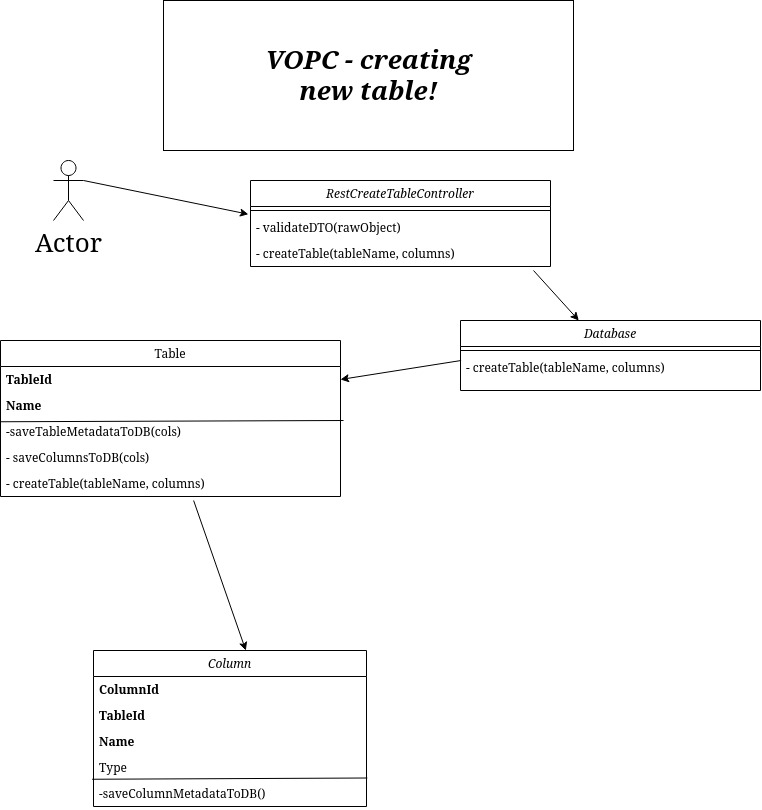 VOPC - creating
new table!
Actor
RestCreateTableController
- validateDTO(rawObject)
- createTable(tableName, columns)
Database
- createTable(tableName, columns)
Table
TableId
Name
-saveTableMetadataToDB(cols)
- saveColumnsToDB(cols)
- createTable(tableName, columns)
Column
ColumnId
TableId
Name
Type
-saveColumnMetadataToDB()